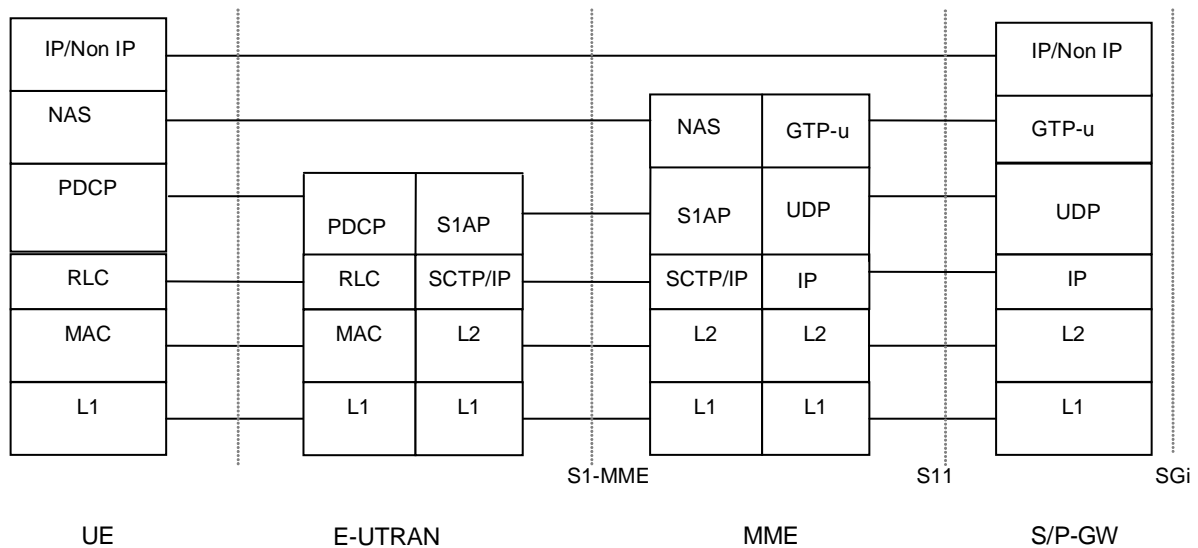 IP/Non IP
IP/Non IP
NAS
NAS
GTP-u
GTP-u
PDCP
PDCP
S1AP
S1AP
UDP
UDP
RLC
RLC
SCTP/IP
SCTP/IP
IP
IP
MAC
MAC
L2
L2
L2
L2
L1
L1
L1
L1
L1
L1
S1-MME
S11
SGi
UE
E-UTRAN
MME
S/P-GW